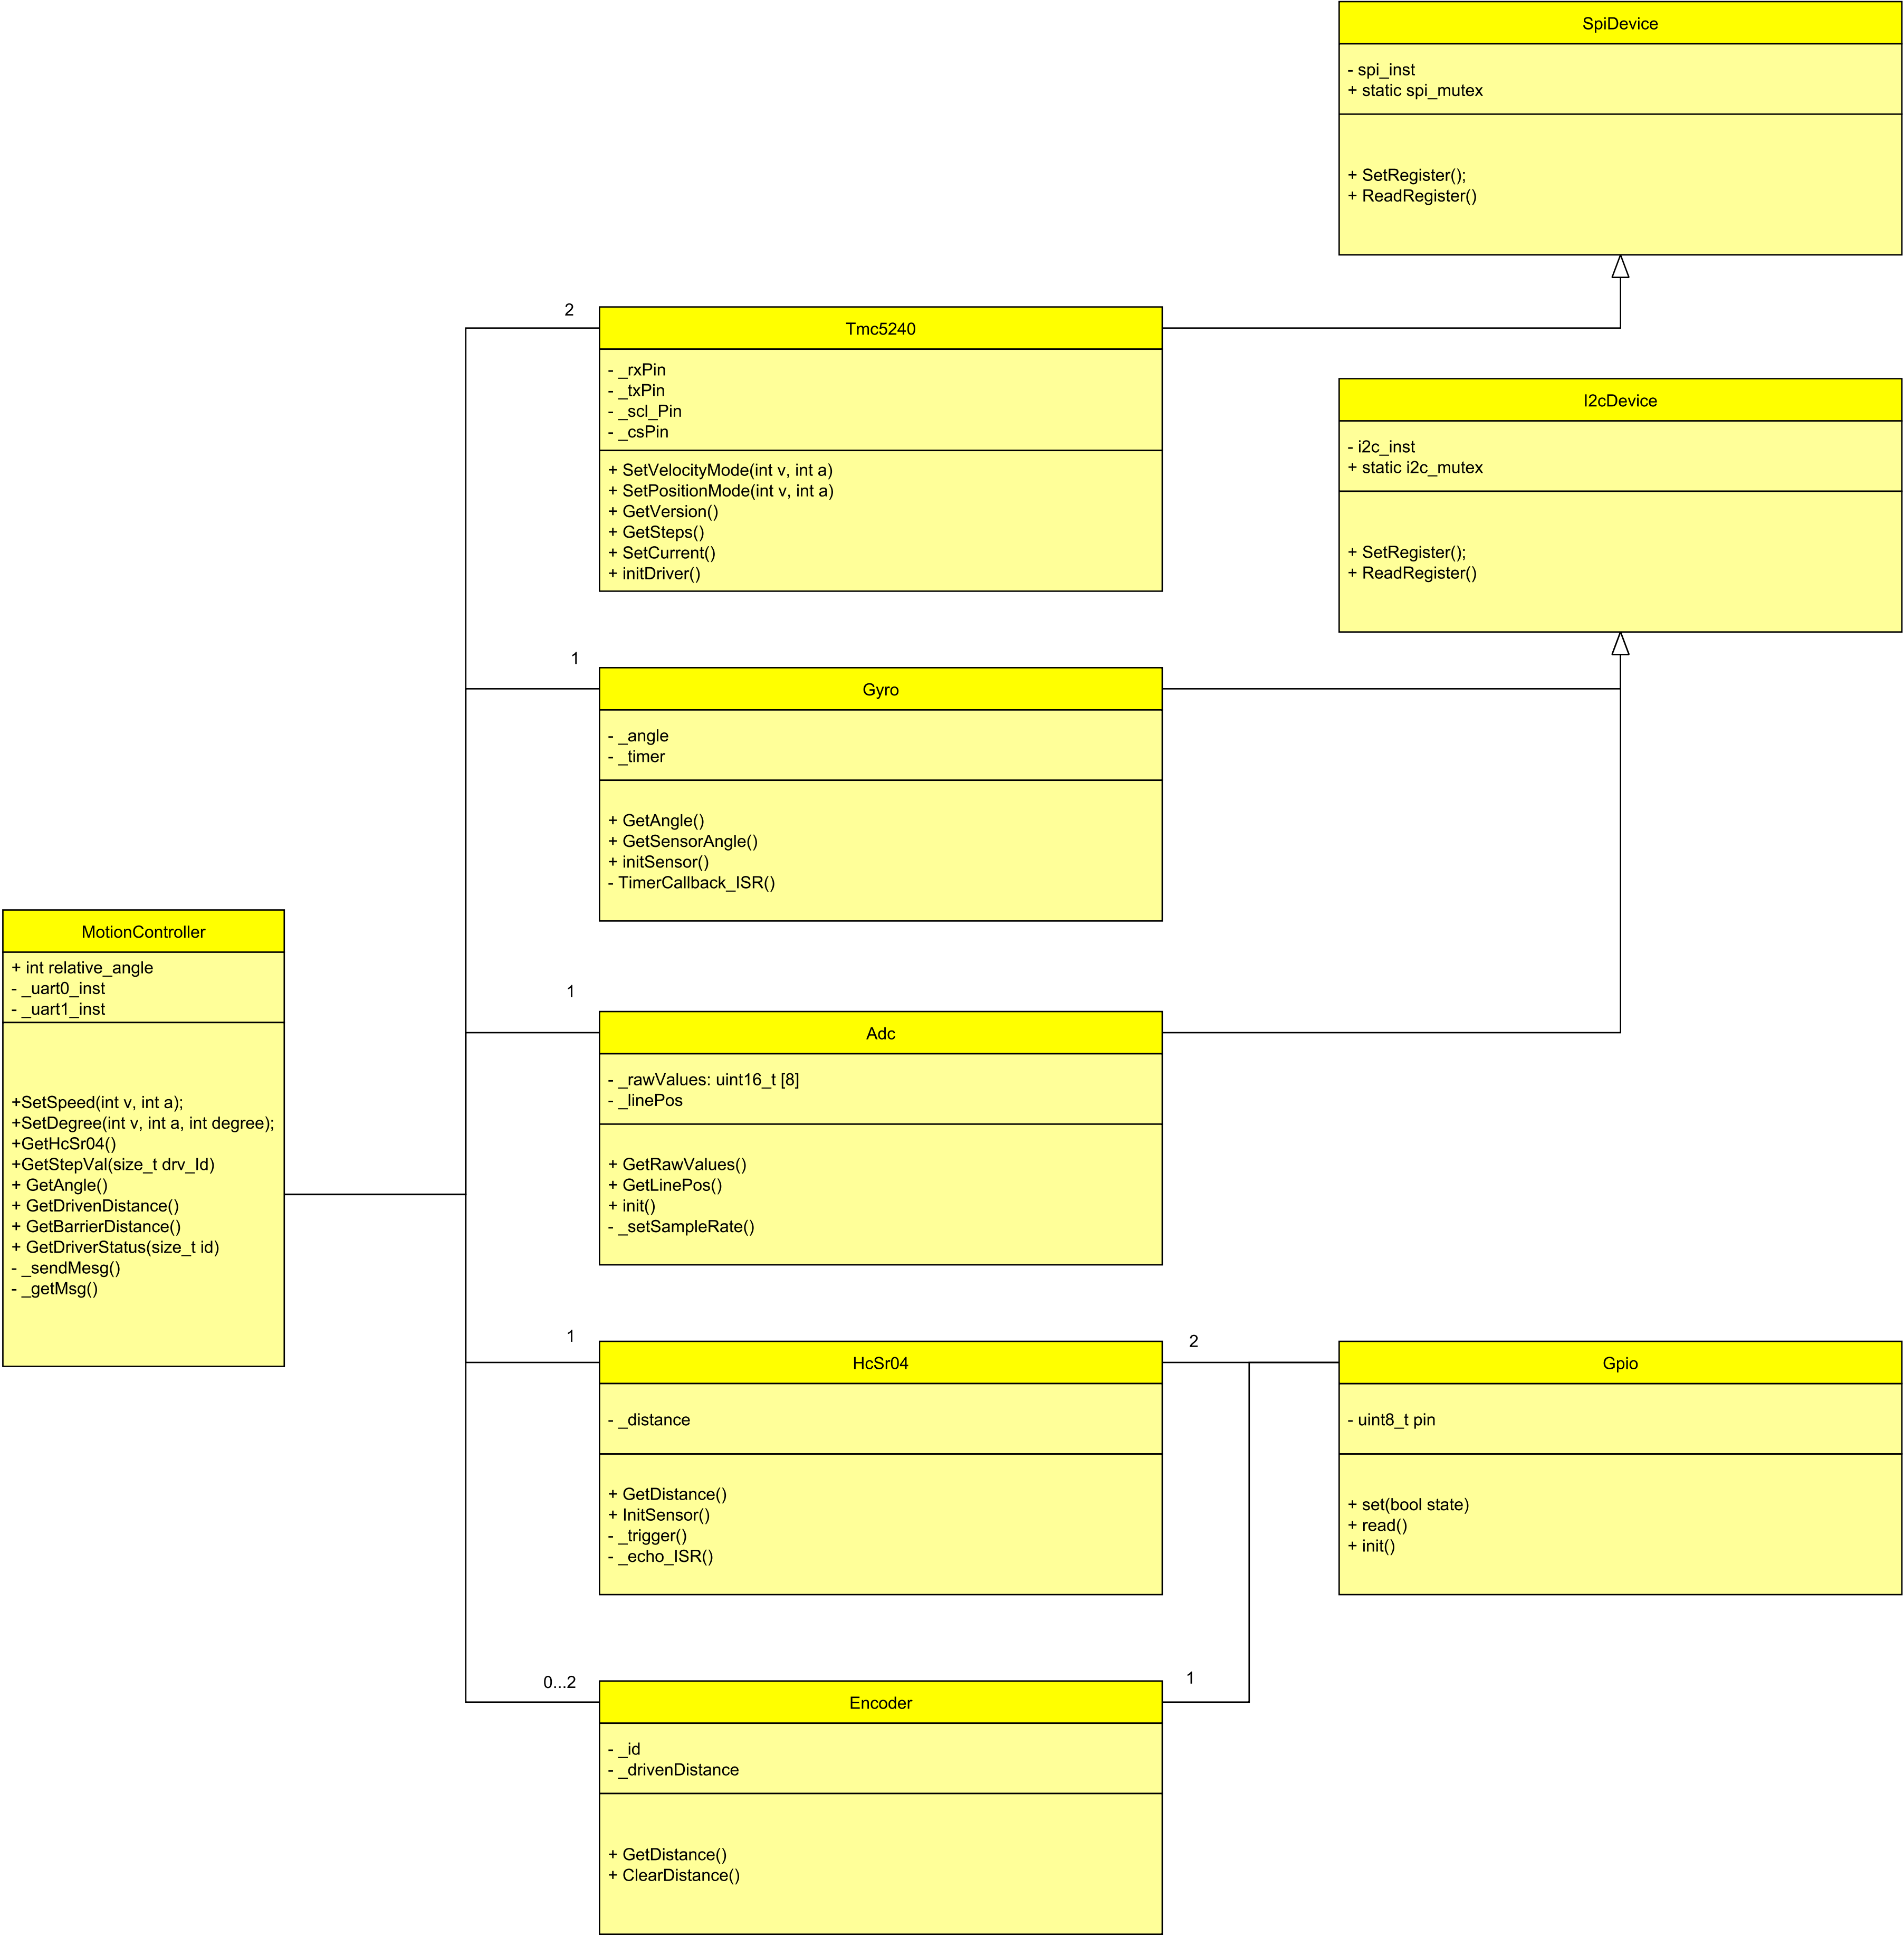 SpiDevice
- spi_inst
+ static spi_mutex
+ SetRegister();
+ ReadRegister()
2
Tmc5240
- _rxPin
- _txPin
- _scl_Pin
- _csPin
+ SetVelocityMode(int v, int a)
+ SetPositionMode(int v, int a)
+ GetVersion()
+ GetSteps()
+ SetCurrent()
+ initDriver()
I2cDevice
- i2c_inst
+ static i2c_mutex
+ SetRegister();
+ ReadRegister()
1
Gyro
- _angle
- _timer
+ GetAngle()
+ GetSensorAngle()
+ initSensor()
- TimerCallback_ISR()
MotionController
+ int relative_angle
- _uart0_inst
- _uart1_inst
+SetSpeed(int v, int a);
+SetDegree(int v, int a, int degree);
+GetHcSr04()
+GetStepVal(size_t drv_Id)
+ GetAngle()
+ GetDrivenDistance()
+ GetBarrierDistance()
+ GetDriverStatus(size_t id)
- _sendMesg()
- _getMsg()
1
Adc
- _rawValues: uint16_t [8]
- _linePos
+ GetRawValues()
+ GetLinePos()
+ init()
- _setSampleRate()
1
HcSr04
- _distance
+ GetDistance()
+ InitSensor()
- _trigger()
- _echo_ISR()
2
Gpio
- uint8_t pin
+ set(bool state)
+ read()
+ init()
0...2
Encoder
- _id
- _drivenDistance
+ GetDistance()
+ ClearDistance()
1